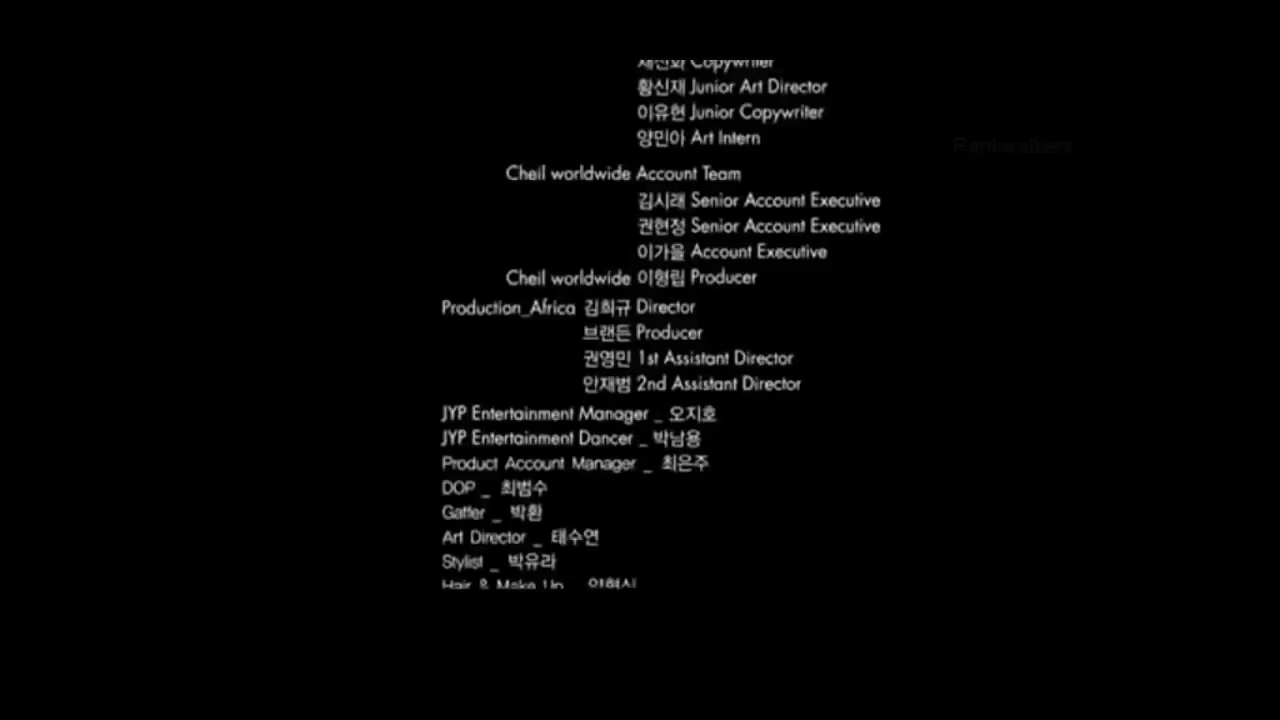 Copywriter
황신재 Junior Art Director
이유현 Junior Copywriter
양민아 Art Intern
Cheil worldwide Account Team
김시래 Senior Account Executive
권현정 Senior Account Executive
이가을 Account Executive
Cheil worldwide 이형립 Producer
Production_Africa 김희규 Director
브랜든 Producer
권영민 1st Assistant Director
안재범 2nd Assistant Director
JYP Entertainment Manager _ 오지호
JYP Entertainment Dancer _ 박남용
Product Account Manager _ 최은주
DOP _ 최범수
Gaffer _ 박환
Art Director _ 태수연
Stylist _ 박유라
Hair & Make Up _